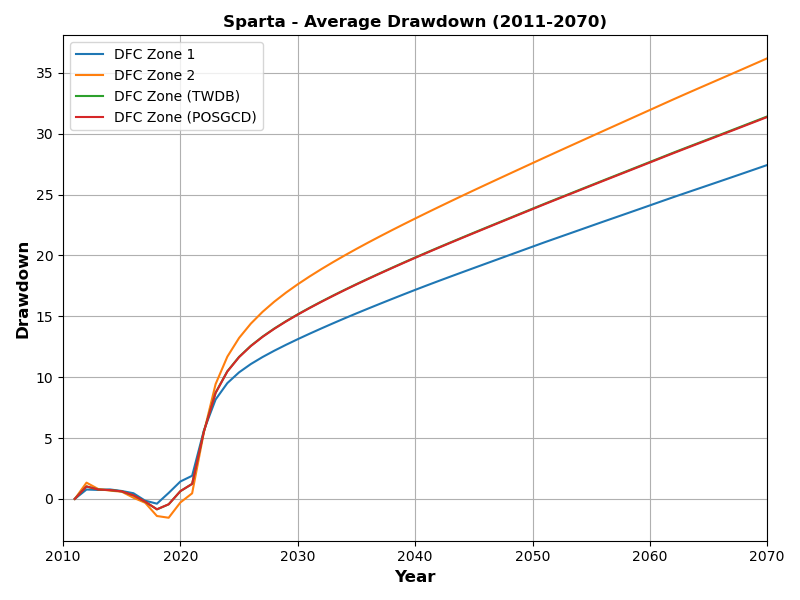 Sparta - Average Drawdown (2011-2070)
DFC Zone 1
DFC Zone 2
DFC Zone (TWDB)
DFC Zone (POSGCD)
35
30
25
20
15
10
5
0
Drawdown
2010 2020 2030 2040 2050 2060 2070
Year